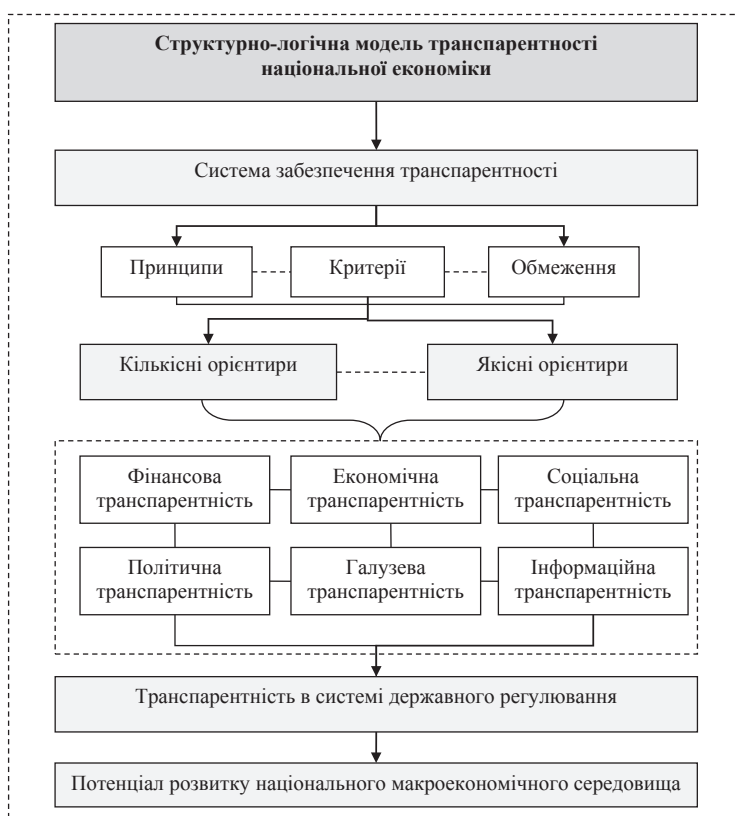 Структурно-логічна модель транспарентності
національної економіки
Система забезпечення транспарентності
Принципи
Критерії
Обмеження
Кількісні орієнтири
Якісні орієнтири
Фінансова
транспарентність
Економічна
транспарентність
Соціальна
транспарентність
Політична
транспарентність
Галузева
транспарентність
Інформаційна
транспарентність
Транспарентність в системі державного регулювання
Потенціал розвитку національного макроекономічного середовища